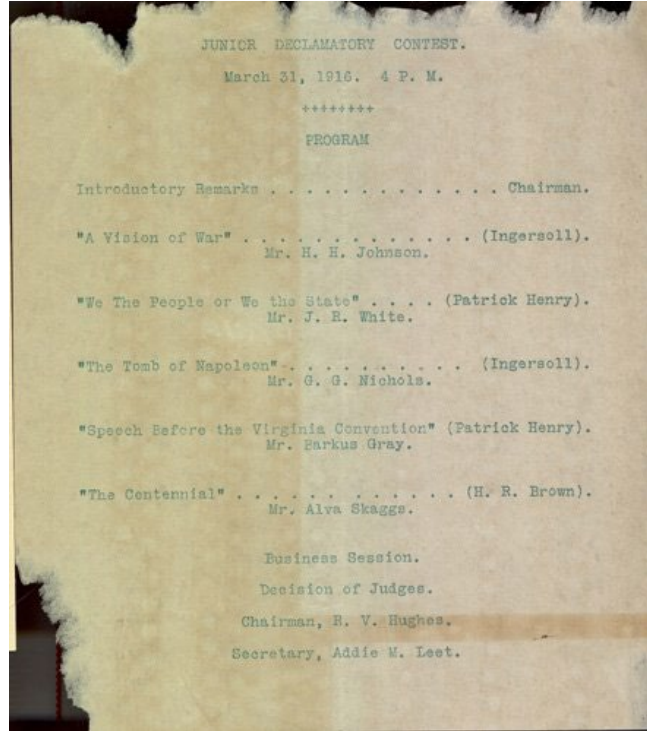 JUNIOR DECLAMATORY CONTEST.
March 31, 1916. 4 P. M.
++++++++
PROGRAM
Introductory Remarks . . . . . . . . . . . . . Chairman.
"A Vision of War" . . . . . . . . . . . . . (Ingersoll).
Mr. H. H. Johnson.
"We The People or We the State" . . . . (Patrick Henry).
Mr. J. R. White.
"The Tomb of Napoleon" . . . . . . . . . . (Ingersoll).
Mr. G. G. Nichols.
"Speech Before the Virginia Convention" (Patrick Henry).
Mr. Barkus Gray.
"The Centennial" . . . . . . . . . . . . (H. R. Brown).
Mr. Alva Skaggs.
Business Session.
Decision of Judges.
Chairman, R. V. Hughes.
Secretary, Addie M. Leet.